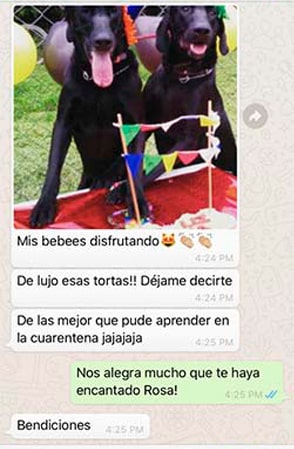 Mis bebees disfrutando😻👏🏼👏🏼
4:24 PM
De lujo esas tortas!! Déjame decirte
4:24 PM
De las mejor que pude aprender en
la cuarentena jajajaja
4:25 PM
Nos alegra mucho que te haya
encantado Rosa!
4:25 PM
Bendiciones
4:25 PM